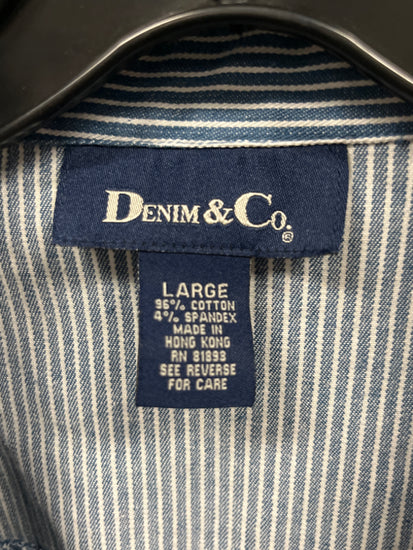 DENIM & CO.®
LARGE
96% COTTON
4% SPANDEX
MADE IN
HONG KONG
RN 81893
SEE REVERSE
FOR CARE